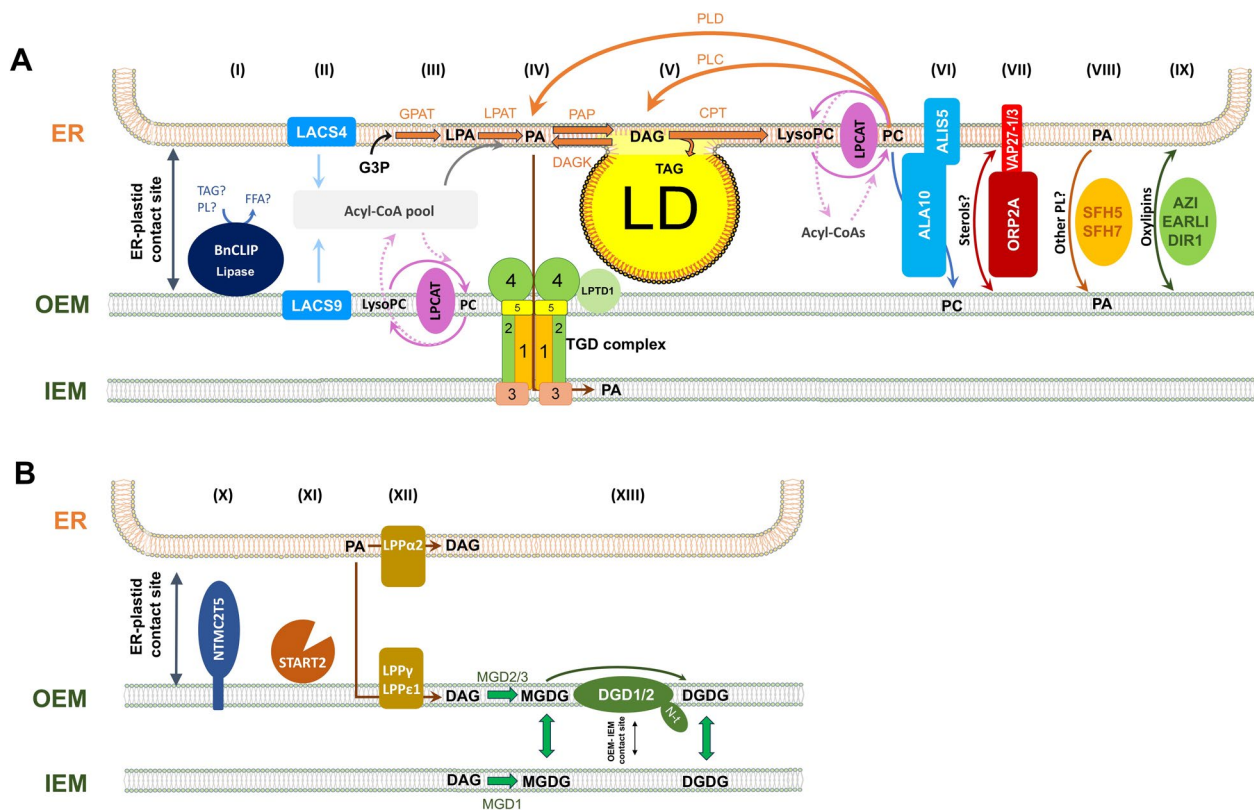 A
PLD
PLC
(I)
(II)
(III)
(IV)
(V)
(VI)
(VII)
(VIII)
(IX)
ER
LACS4
GPAT
LPAT
PAP
CPT
LPA
PA
DAG
LysoPC
LPCAT
PC
ALIS5
VAP27-1/3
PA
G3P
DAGK
TAG
LD
ER-plastid
contact site
TAG?
PL?
FFA?
BnCLIP
Lipase
Acyl-CoA pool
Acyl-CoAs
ALA10
Sterols?
ORP2A
Other PL?
SFH5
SFH7
Oxylipins
AZI
EARLI
DIR1
4
4
LPTD1
OEM
LACS9
LysoPC
LPCAT
PC
5
5
PC
PA
2
1
1
2
TGD complex
IEM
3
3
PA
B
(X)
(XI)
(XII)
(XIII)
ER
PA
LPPα2
DAG
ER-plastid
contact site
NTMC2T5
START2
LPPγ
LPPε1
OEM
DAG
MGD2/3
MGDG
DGD1/2
N-t
DGDG
OEM-IEM
contact site
IEM
DAG
MGD1
MGDG
DGDG